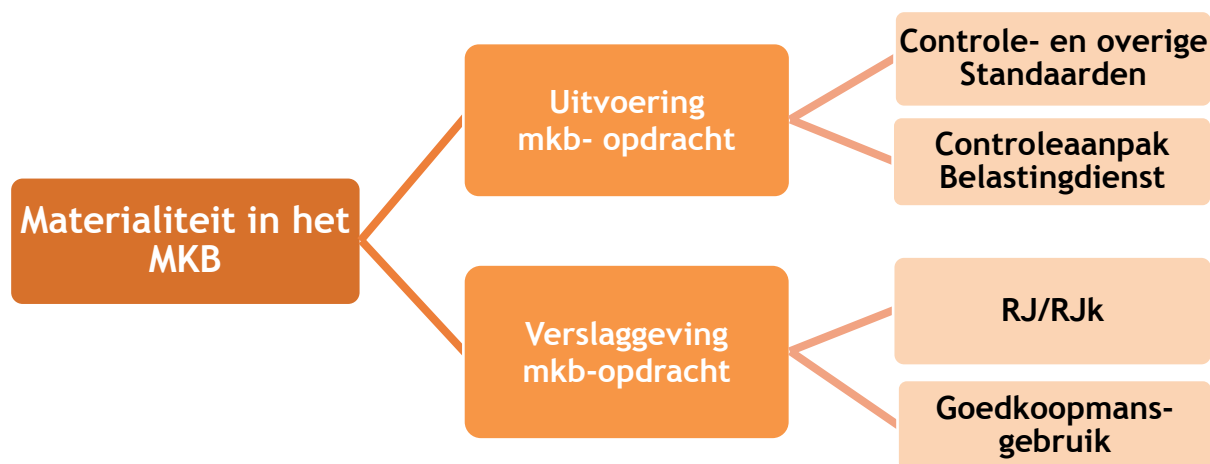 Materialiteit in het
MKB
Uitvoering
mkb- opdracht
Controle- en overige
Standaarden
Controleaanpak
Belastingdienst
Verslaggeving
mkb-opdracht
RJ/RJk
Goedkoopmans-
gebruik